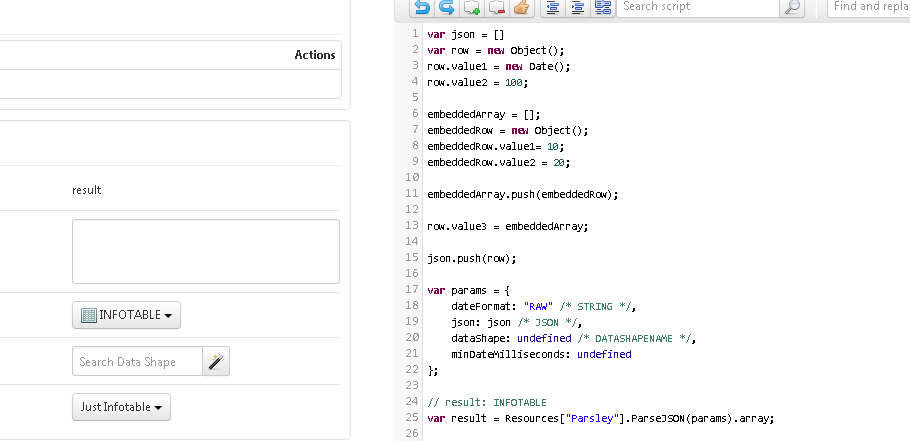 Actions
result
INFOTABLE
Search Data Shape
Just Infotable
Search script
Find and repla
1 var json = []
2 var row = new Object();
3 row.value1 = new Date();
4 row.value2 = 100;
5
6 embeddedArray = [];
7 embeddedRow = new Object();
8 embeddedRow.value1= 10;
9 embeddedRow.value2 = 20;
10
11 embeddedArray.push(embeddedRow);
12
13 row.value3 = embeddedArray;
14
15 json.push(row);
16
17 var params = {
18 dateFormat: "RAW" /* STRING */,
19 json: json /* JSON */,
20 dataShape: undefined /* DATASHAPENAME */,
21 minDateMilliseconds: undefined
22 };
23
24 // result: INFOTABLE
25 var result = Resources["Parsley"].ParseJSON(params).array;
26